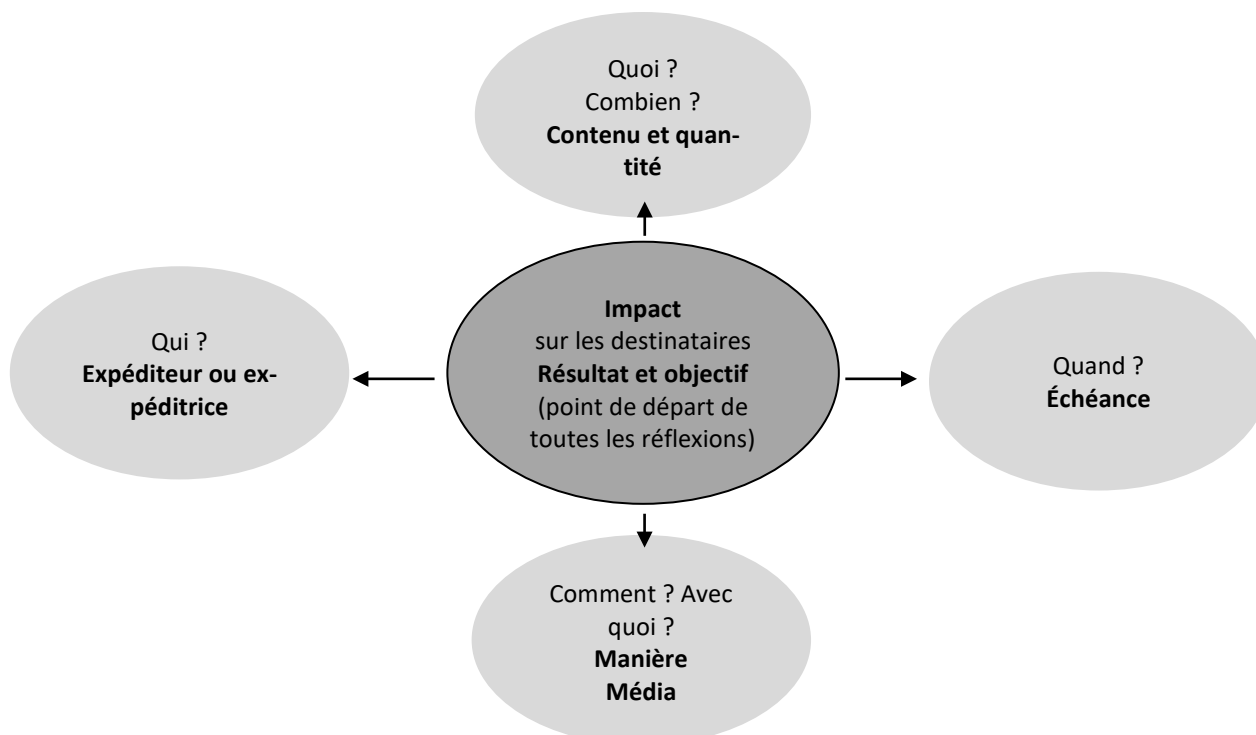 Quoi ?
Combien ?
Contenu et quan-
tité
Qui ?
Expéditeur ou ex-
péditrice
Impact
sur les destinataires
Résultat et objectif
(point de départ de
toutes les réflexions)
Quand ?
Échéance
Comment ? Avec
quoi ?
Manière
Média